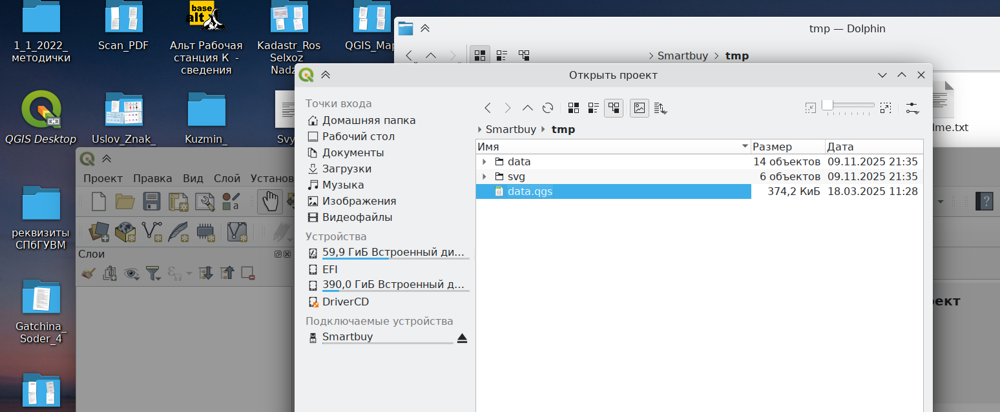 base
alt
1_1_2022_
методички
Scan_PDF
Альт Рабочая
станция К -
сведения
Kadastr_Ros
Selxoz
Nadz
QGIS_Map
QGIS Desktop
Uslov_Znak_
Kuzmin_
Svy
реквизиты
СПбГУВМ
Gatchina_
Soder_4
tmp — Dolphin
Smartbuy
tmp
me.txt
Проект
Правка
Вид
Слой
Установ
Слои
ект
Открыть проект
Точки входа
Домашняя папка
Рабочий стол
Документы
Загрузки
Музыка
Изображения
Видеофайлы
Устройства
59,9 ГиБ Встроенный ди...
EFI
390,0 ГиБ Встроенный д...
DriverCD
Подключаемые устройства
Smartbuy
Smartbuy
tmp
Имя Размер Дата
data 14 объектов 09.11.2025 21:35
svg 6 объектов 09.11.2025 21:35
data.qgs 374,2 КиБ 18.03.2025 11:28